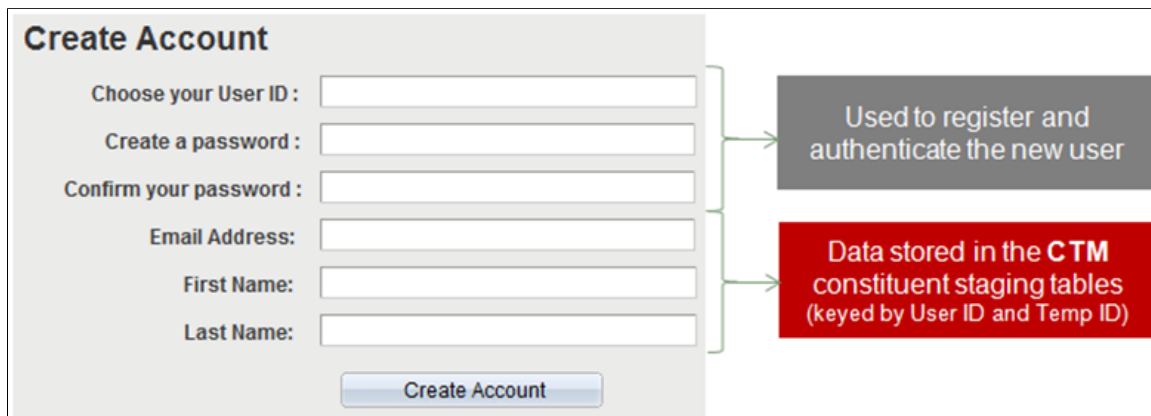 Create Account
Choose your User ID :
Create a password :
Confirm your password :
Email Address:
First Name:
Last Name:
Create Account
Used to register and
authenticate the new user
Data stored in the CTM
constituent staging tables
(keyed by User ID and Temp ID)